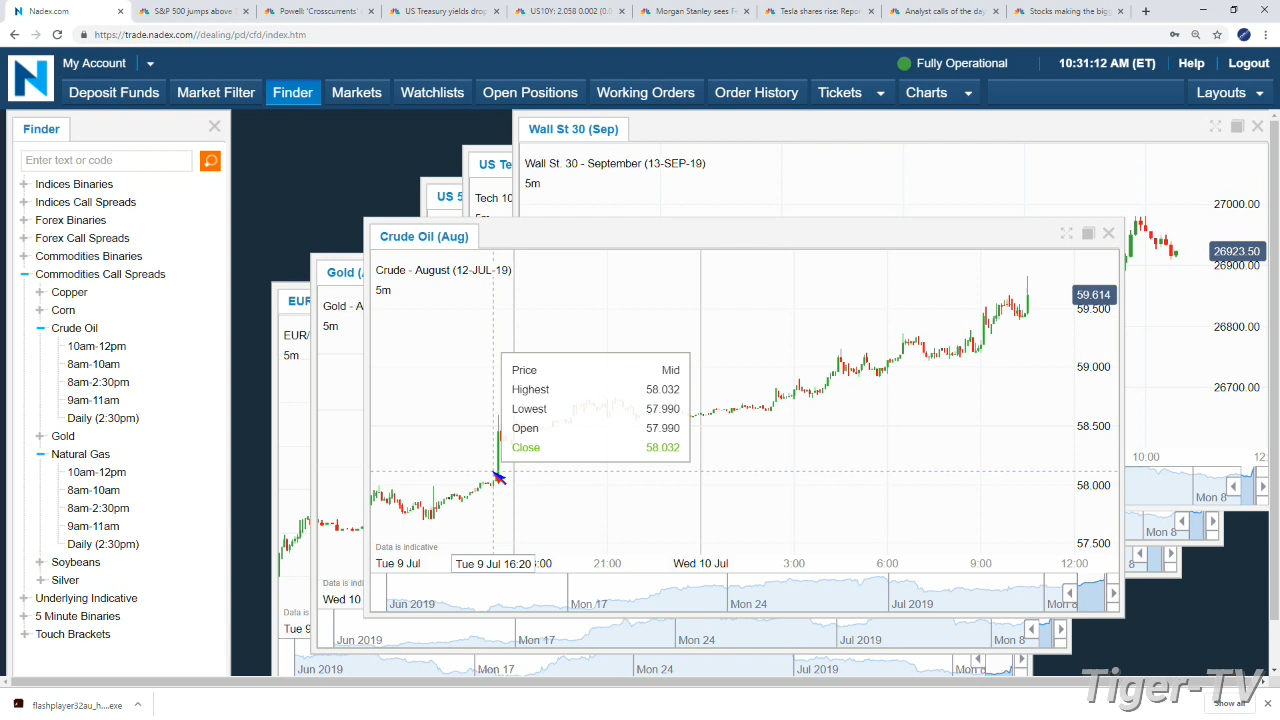 Nadex.com
S&P 500 jumps above
Powell: 'Crosscurrents'
US Treasury yields drop
US10Y: 2.058 0.002 (0.
Morgan Stanley sees F
Tesla shares rise: Repor
Analyst calls of the day
Stocks making the bigg
https://trade.nadex.com//dealing/pd/cfd/index.htm
My Account
Fully Operational
10:31:12 AM (ET)
Help
Logout
Deposit Funds
Market Filter
Finder
Markets
Watchlists
Open Positions
Working Orders
Order History
Tickets
Charts
Layouts
Finder
Enter text or code
Indices Binaries
Indices Call Spreads
Forex Binaries
Forex Call Spreads
Commodities Binaries
Commodities Call Spreads
Copper
Corn
Crude Oil
10am-12pm
8am-10am
8am-2:30pm
9am-11am
Daily (2:30pm)
Gold
Natural Gas
10am-12pm
8am-10am
8am-2:30pm
9am-11am
Daily (2:30pm)
Soybeans
Silver
Underlying Indicative
5 Minute Binaries
Touch Brackets
Wall St 30 (Sep)
Wall St. 30 - September (13-SEP-19)
5m
27000.00
26923.50
26900.00
26800.00
26700.00
10:00
12:
Mon 8
US Te
Tech 10
5m
Mon 8
US 5
8
Crude Oil (Aug)
Crude - August (12-JUL-19)
5m
59.614
59.500
59.000
58.500
58.000
57.500
Price Mid
Highest 58.032
Lowest 57.990
Open 57.990
Close 58.032
Data is indicative
Tue 9 Jul
Tue 9 Jul 16:20
:00
21:00
Wed 10 Jul
3:00
6:00
9:00
12:00
Jun 2019
Mon 17
Mon 24
Jul 2019
Mon 8
Gold (
Gold - A
5m
Data is indi
Wed 10
Jun 2019
Mon 17
Mon 24
Jul 2019
Mon 8
EUR
EUR/
5m
Data is
Tue 9
Jun 2019
Mon 17
Mon 24
Jul 2019
Mon
Tiger-TV
flashplayer32au_h....exe
Show all